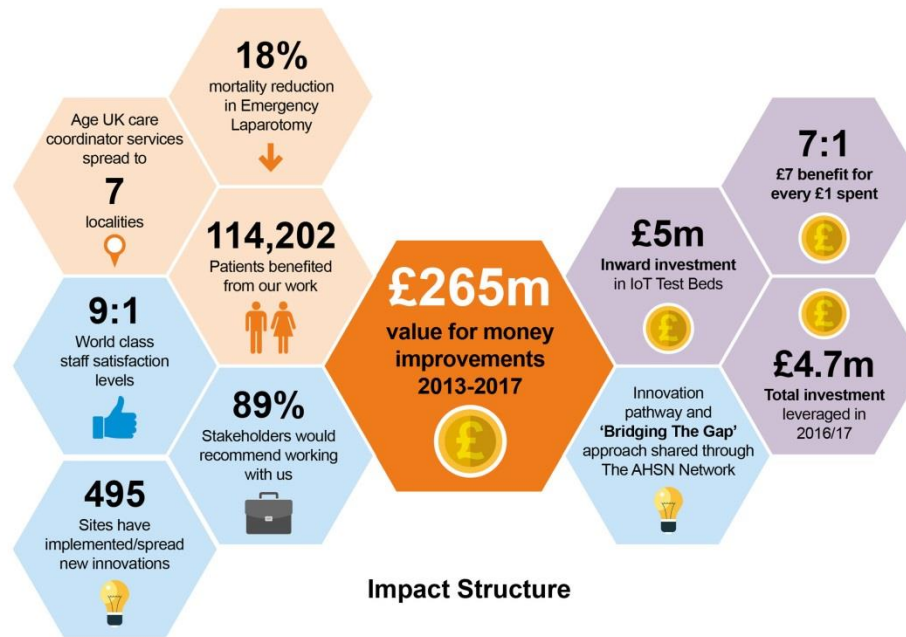 18%
mortality reduction
in Emergency
Laparotomy
Age UK care
coordinator services
spread to
7
localities
114,202
Patients benefited
from our work
9:1
World class
staff satisfaction
levels
89%
Stakeholders would
recommend working
with us
495
Sites have
implemented/spread
new innovations
£265m
value for money
improvements
2013-2017
£
£5m
Inward investment
in IoT Test Beds
£
7:1
£7 benefit for
every £1 spent
£
£
£4.7m
Total investment
leveraged in
2016/17
Innovation
pathway and
‘Bridging The Gap’
approach shared through
The AHSN Network
Impact Structure